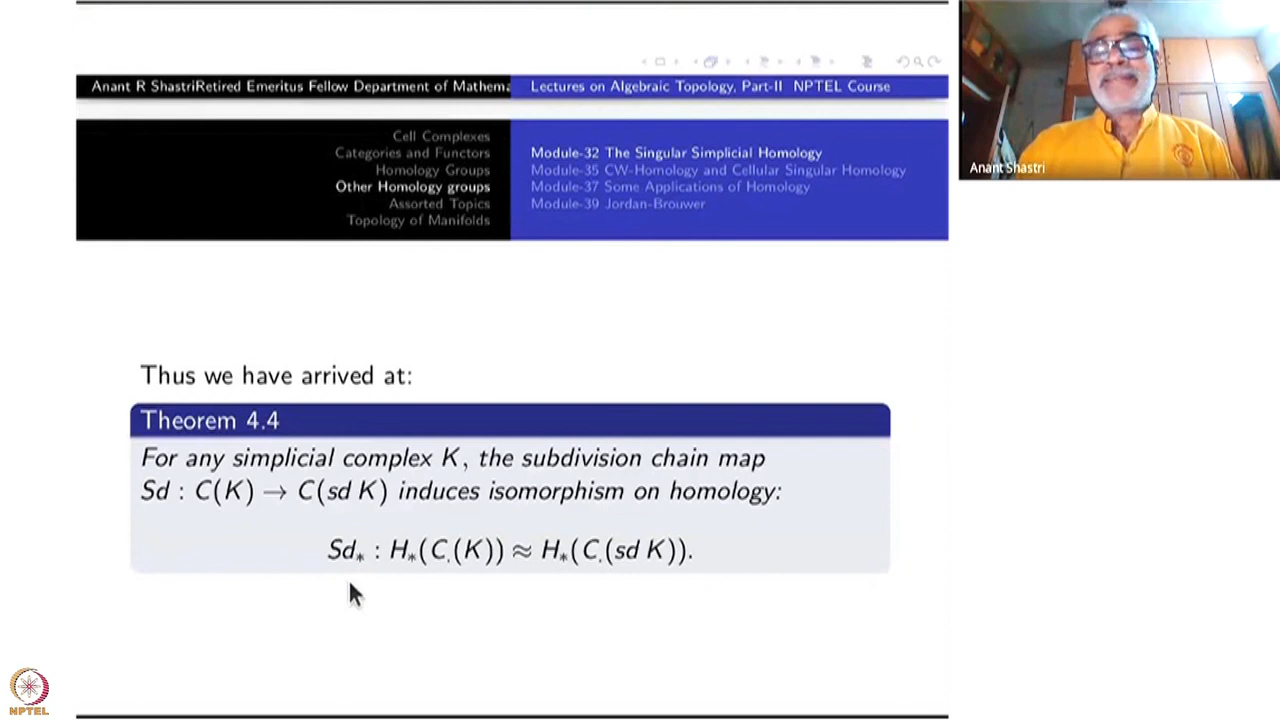 Anant R ShastriRetired Emeritus Fellow Department of Mathema
Lectures on Algebraic Topology, Part-II NPTEL Course
Cell Complexes
Categories and Functors
Homology Groups
Other Homology groups
Assorted Topics
Topology of Manifolds
Module-32 The Singular Simplicial Homology
Module-35 CW-Homology and Cellular Singular Homology
Module-37 Some Applications of Homology
Module-39 Jordan-Brouwer
Anant Shastri
Thus we have arrived at:
Theorem 4.4
For any simplicial complex K, the subdivision chain map
Sd : C(K) → C(sd K) induces isomorphism on homology:
Sd∗ : H∗(C.(K)) ≈ H∗(C.(sd K)).
NPTEL